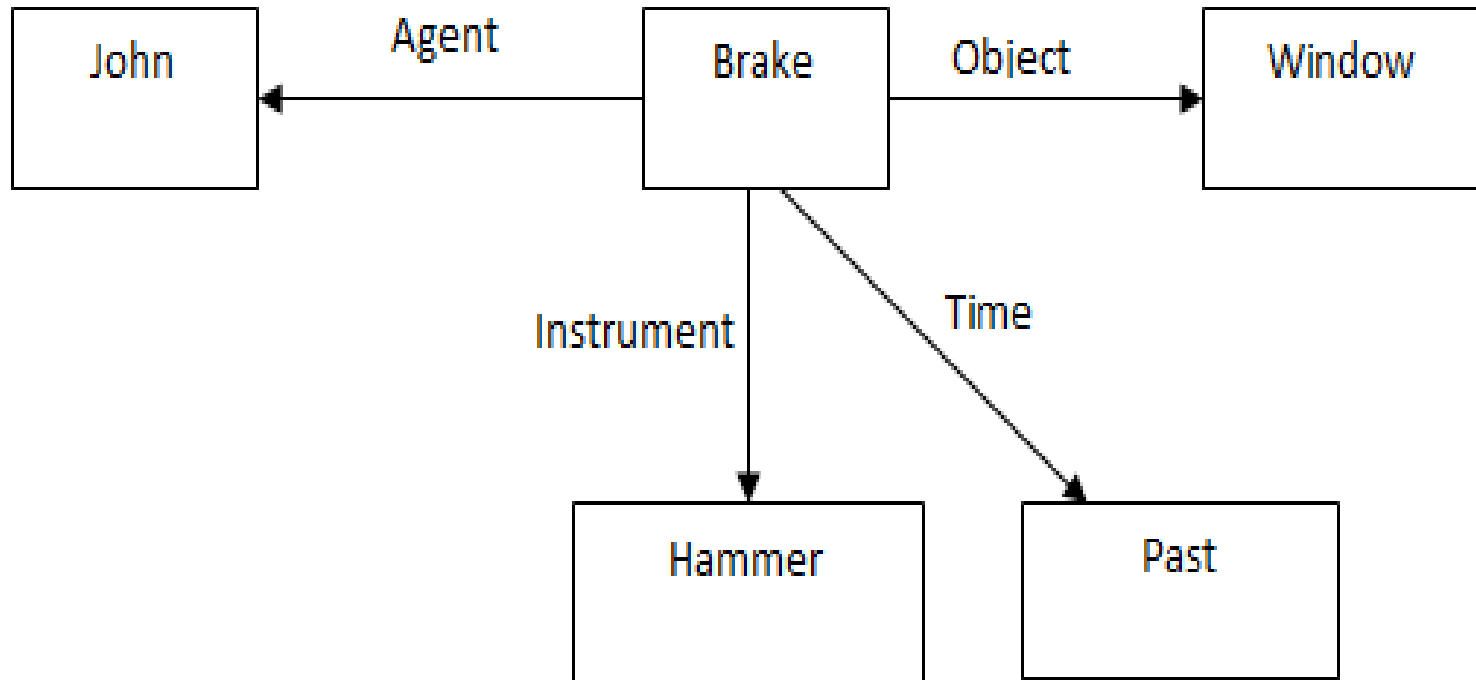 John
Agent
Brake
Object
Window
Instrument
Time
Hammer
Past